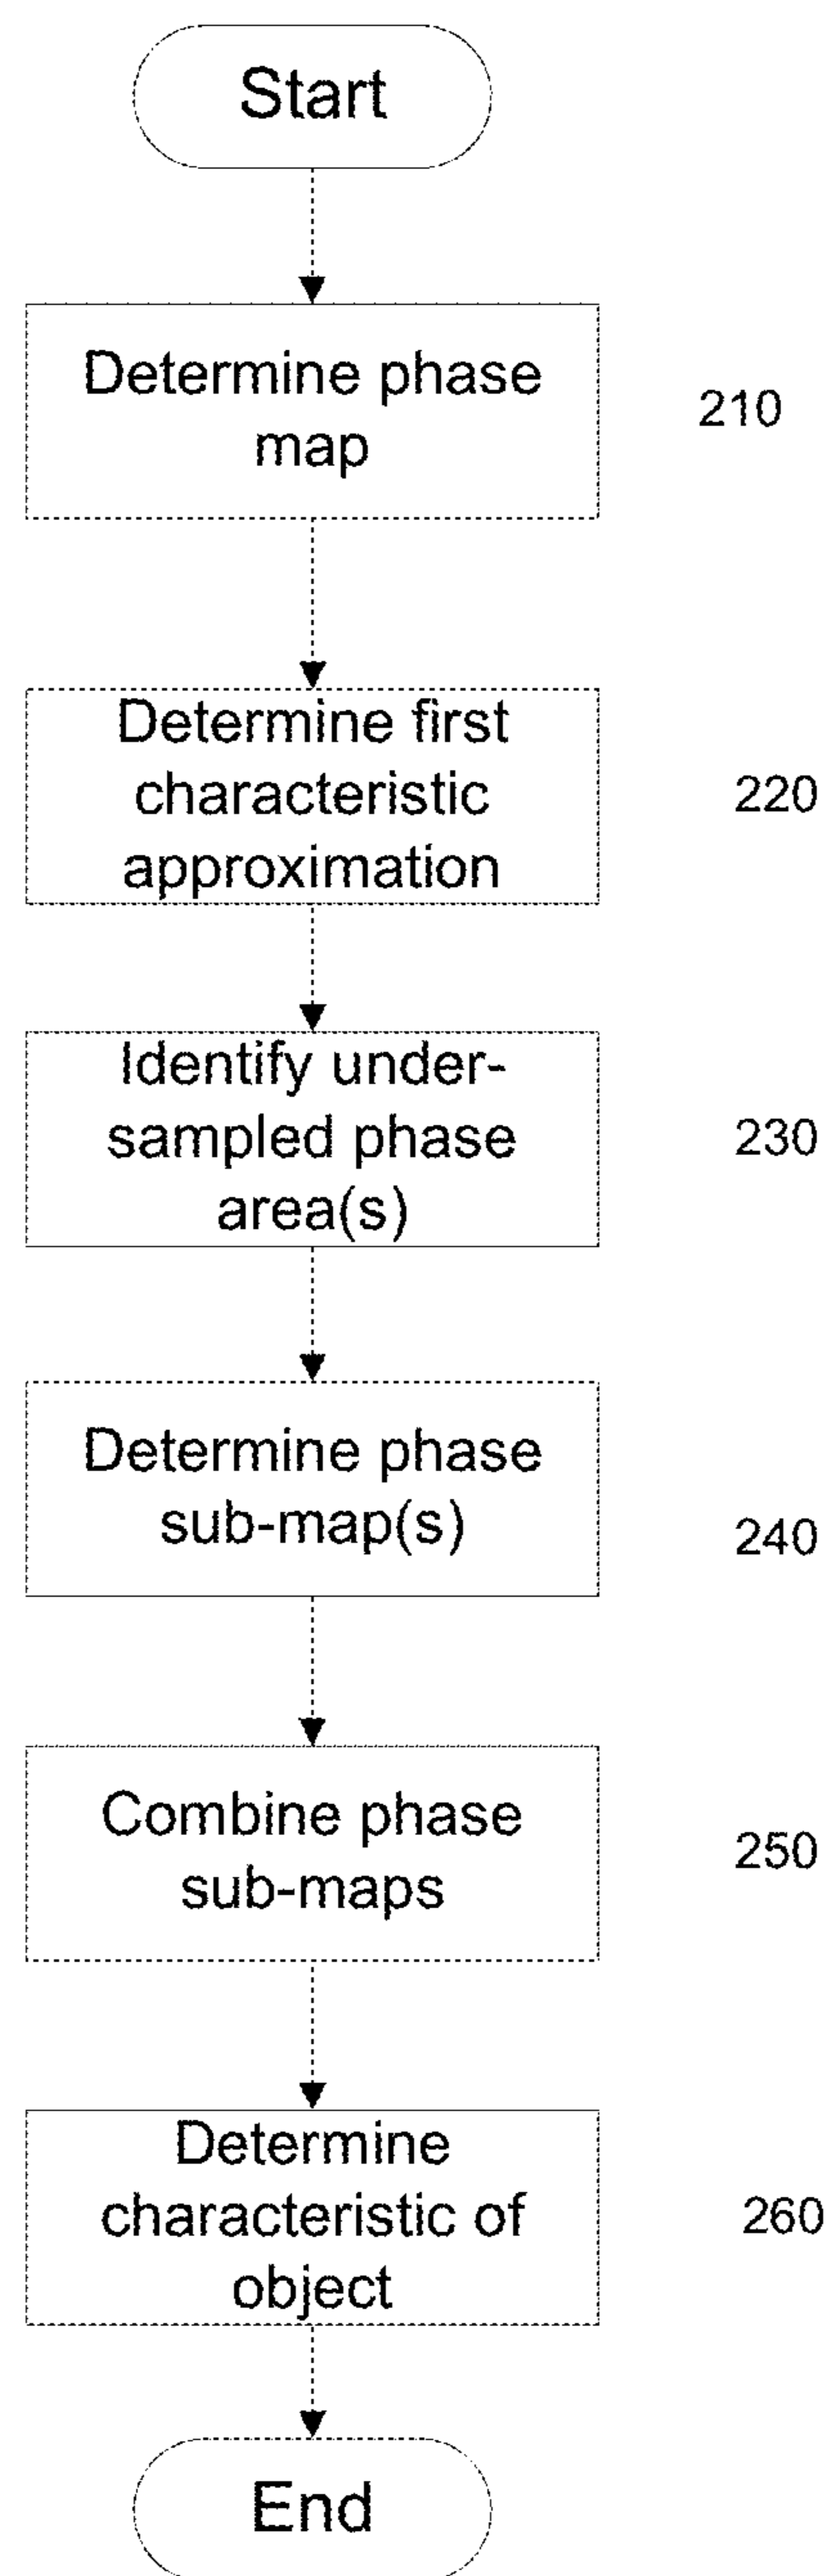 Start
Determine phase
map
210
Determine first
characteristic
approximation
220
Identify under-
sampled phase
area(s)
230
Determine phase
sub-map(s)
240
Combine phase
sub-maps
250
Determine
characteristic of
object
260
End